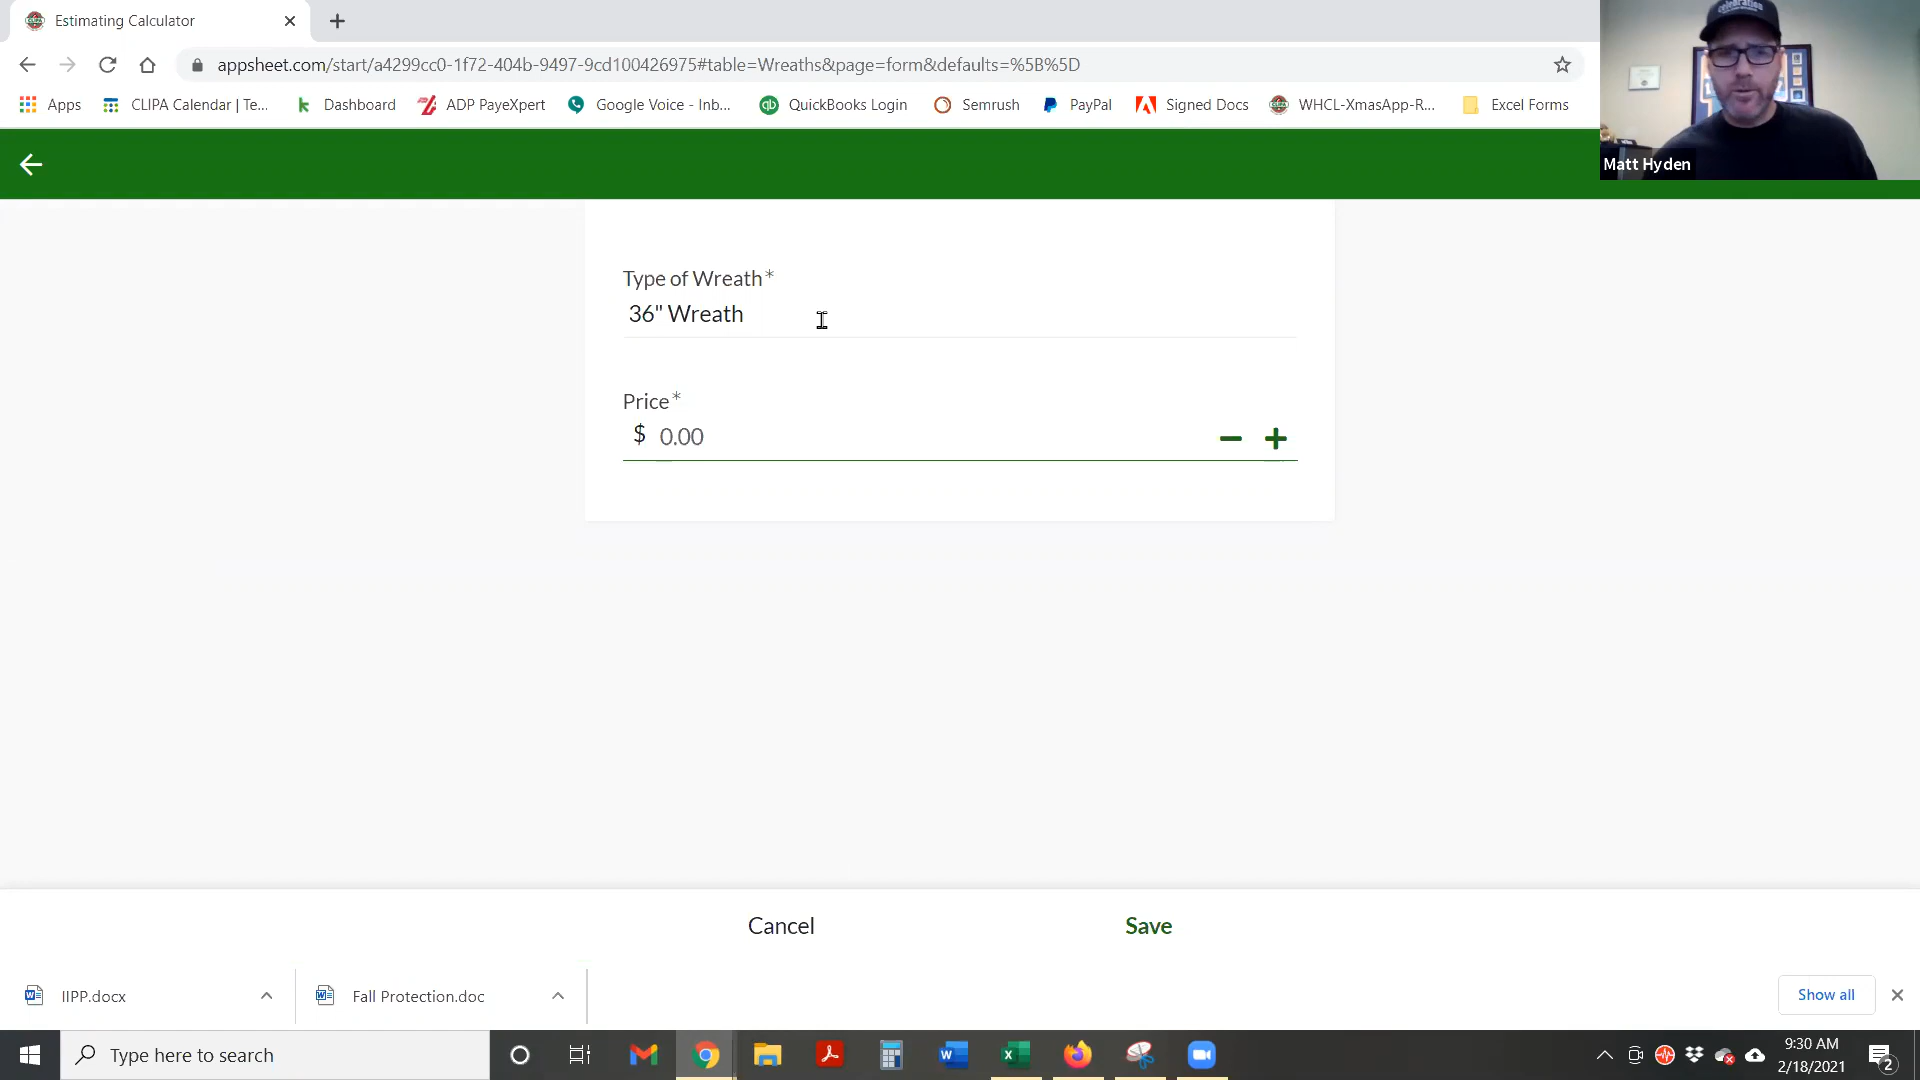 Estimating Calculator
appsheet.com/start/a4299cc0-1f72-404b-9497-9cd100426975#table=Wreaths&page=form&defaults=%5B%5D
Apps CLIPA Calendar | Te... Dashboard ADP PayeXpert Google Voice - Inb... QuickBooks Login Semrush PayPal Signed Docs WHCL-XmasApp-R... Excel Forms
Matt Hyden
Type of Wreath*
36" Wreath
Price*
$ 0.00
Cancel Save
IIPP.docx Fall Protection.doc Show all
Type here to search
9:30 AM
2/18/2021
2